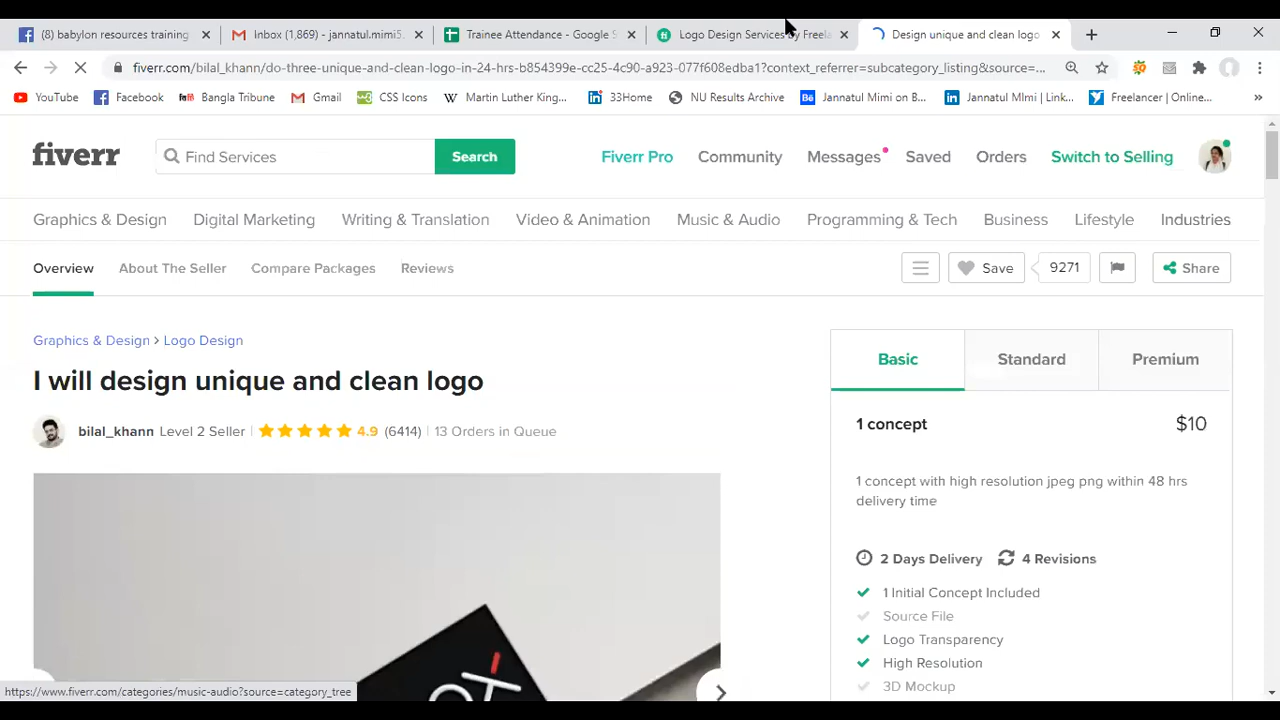 (8) babylon resources training
Inbox (1,869) - jannatul.mimi5.
Trainee Attendance - Google S
Logo Design Services by Freela
Design unique and clean logo
fiverr.com/bilal_khann/do-three-unique-and-clean-logo-in-24-hrs-b854399e-cc25-4c90-a923-077f608edba1?context_referrer=subcategory_listing&source=...
YouTube
Facebook
Bangla Tribune
Gmail
CSS Icons
Martin Luther King...
33Home
NU Results Archive
Jannatul Mimi on B...
Jannatul MImi | Link...
Freelancer | Online...
fiverr
Find Services
Search
Fiverr Pro
Community
Messages
Saved
Orders
Switch to Selling
Graphics & Design
Digital Marketing
Writing & Translation
Video & Animation
Music & Audio
Programming & Tech
Business
Lifestyle
Industries
Overview
About The Seller
Compare Packages
Reviews
Save
9271
Share
Graphics & Design > Logo Design
I will design unique and clean logo
bilal_khann Level 2 Seller 4.9 (6414) 13 Orders in Queue
Basic
Standard
Premium
1 concept
$10
1 concept with high resolution jpeg png within 48 hrs
delivery time
2 Days Delivery
4 Revisions
1 Initial Concept Included
Source File
Logo Transparency
High Resolution
3D Mockup
https://www.fiverr.com/categories/music-audio?source=category_tree